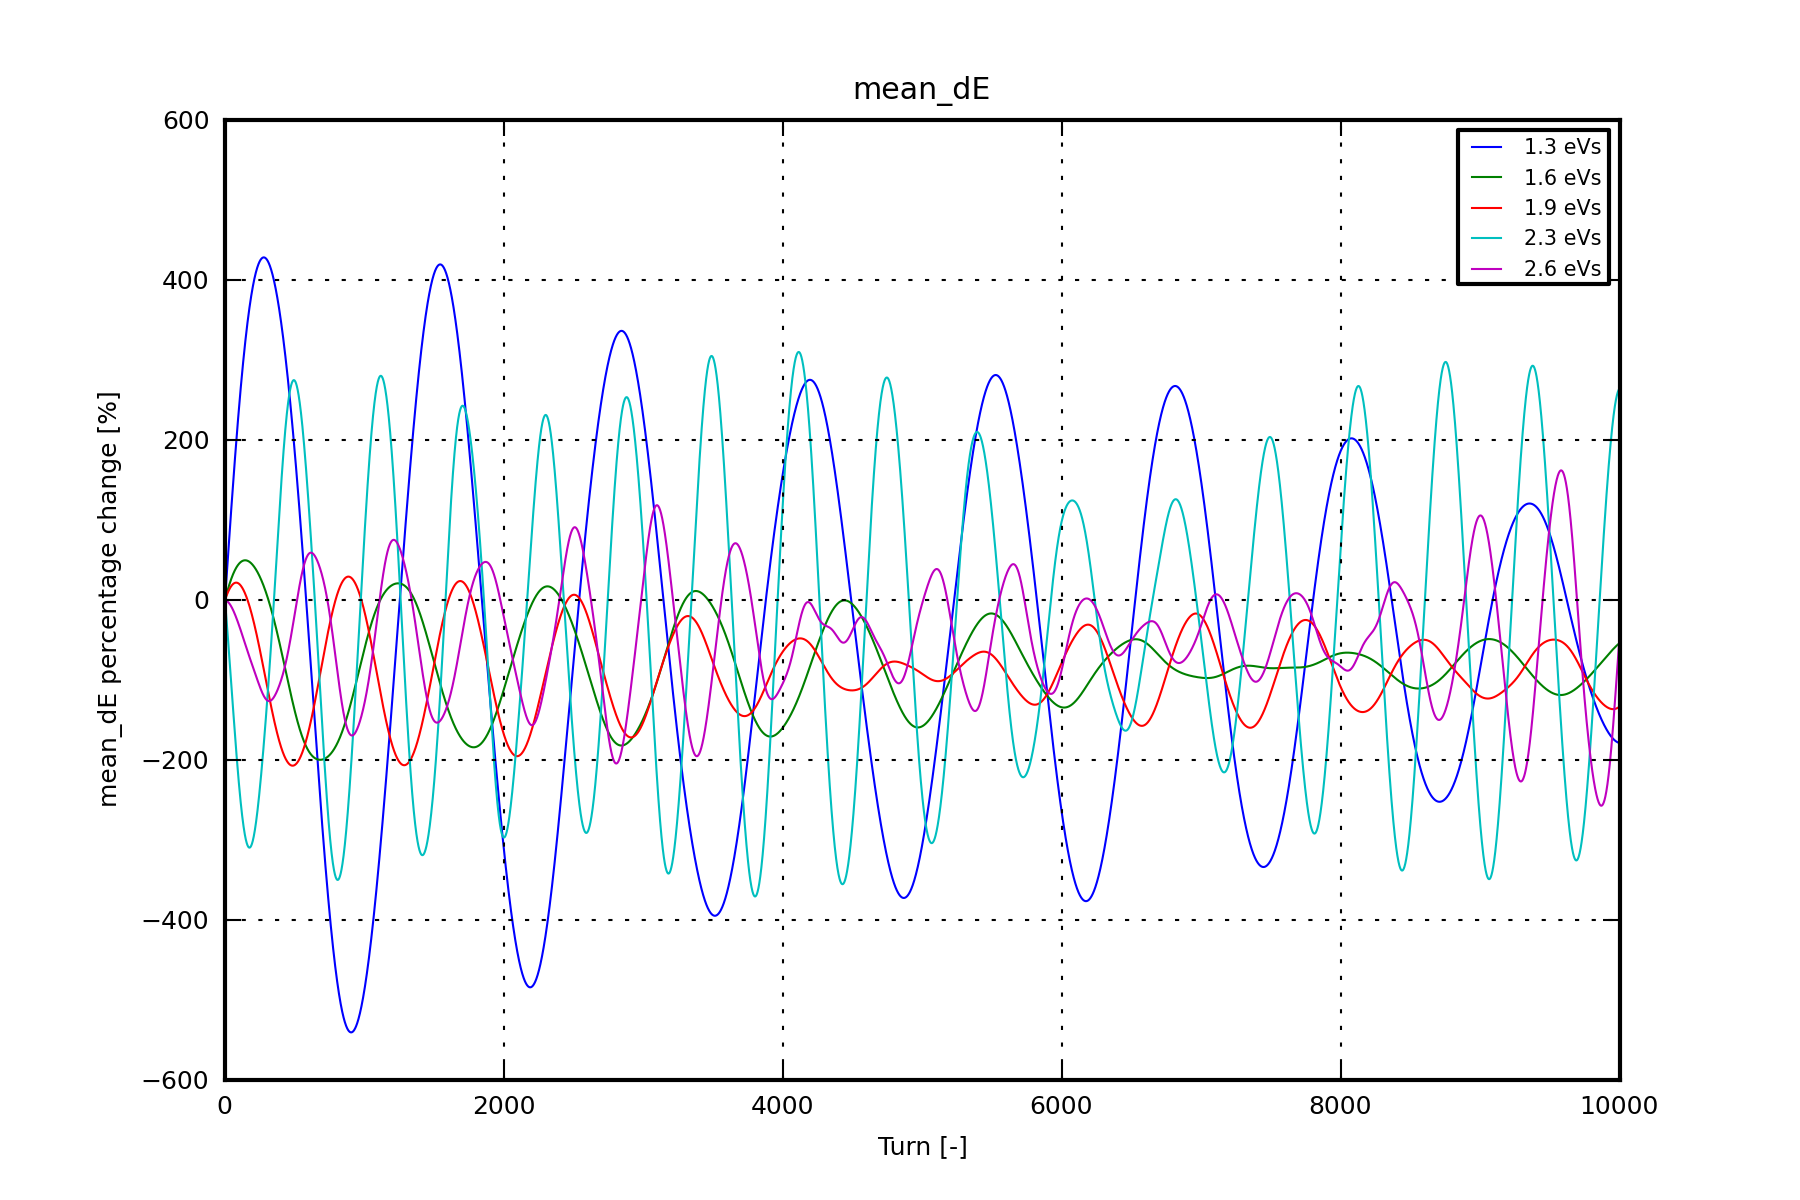 mean_dE
600
400
200
0
−200
−400
−600
mean_dE percentage change [%]
0
2000
4000
6000
8000
10000
Turn [-]
1.3 eVs
1.6 eVs
1.9 eVs
2.3 eVs
2.6 eVs